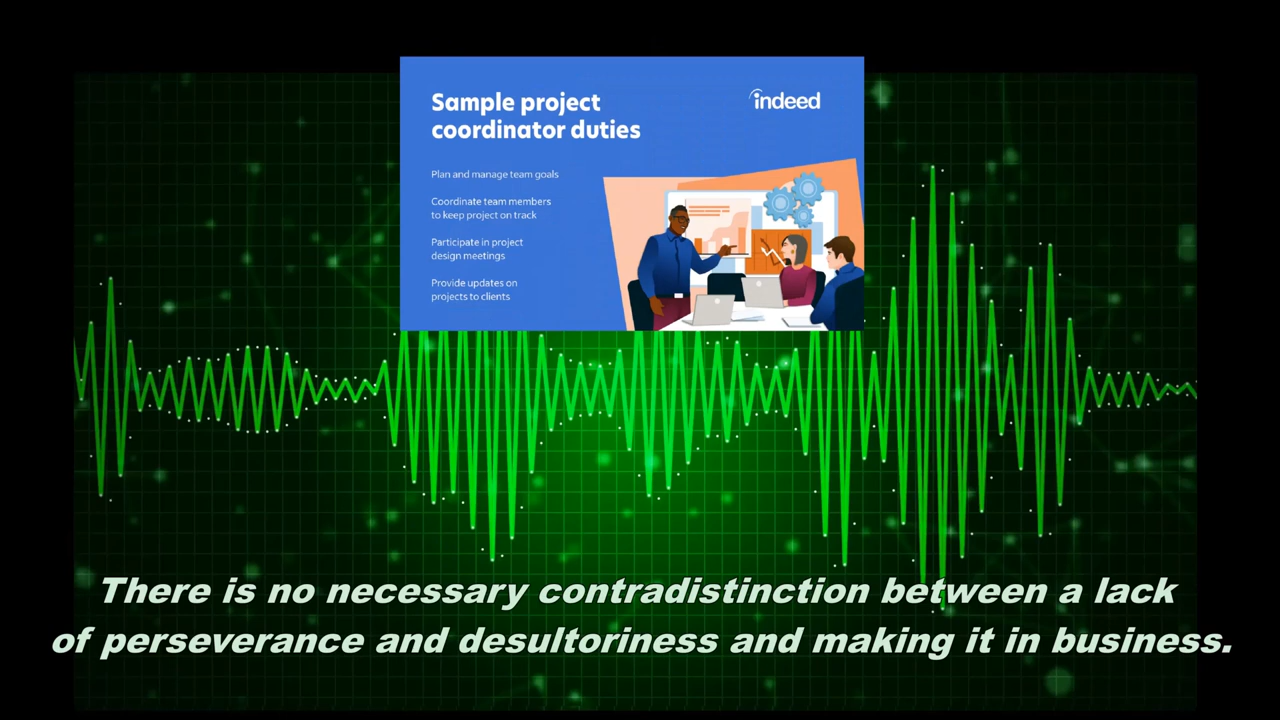 Sample project
coordinator duties
indeed
Plan and manage team goals
Coordinate team members
to keep project on track
Participate in project
design meetings
Provide updates on
projects to clients
There is no necessary contradistinction between a lack
of perseverance and desultoriness and making it in business.